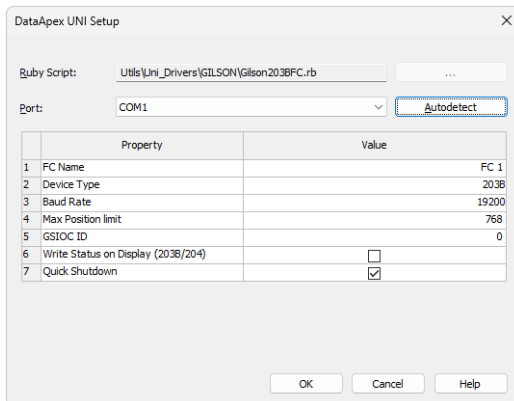 DataApex UNI Setup
Ruby Script: Utils\Uni_Drivers\GILSON\Gilson203BFC.rb ...
Port: COM1 Autodetect
Property Value
1 FC Name FC 1
2 Device Type 203B
3 Baud Rate 19200
4 Max Position limit 768
5 GSIOC ID 0
6 Write Status on Display (203B/204)
7 Quick Shutdown
OK Cancel Help